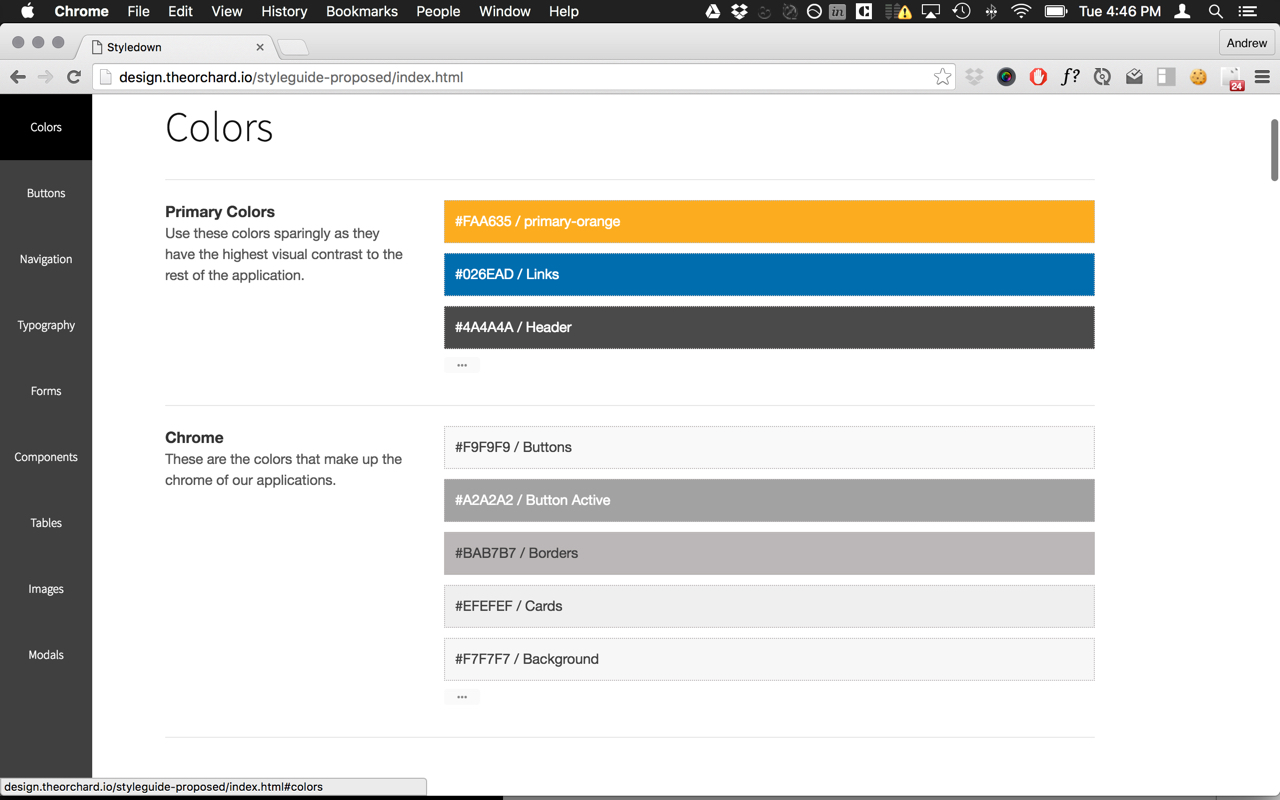 Chrome File Edit View History Bookmarks People Window Help Tue 4:46 PM
Styledown
Andrew
design.theorchard.io/styleguide-proposed/index.html
f?
24
Colors
Buttons
Navigation
Typography
Forms
Components
Tables
Images
Modals
Colors
Primary Colors
Use these colors sparingly as they
have the highest visual contrast to the
rest of the application.
#FAA635 / primary-orange
#026EAD / Links
#4A4A4A / Header
•••
Chrome
These are the colors that make up the
chrome of our applications.
#F9F9F9 / Buttons
#A2A2A2 / Button Active
#BAB7B7 / Borders
#EFEFEF / Cards
#F7F7F7 / Background
•••
design.theorchard.io/styleguide-proposed/index.html#colors